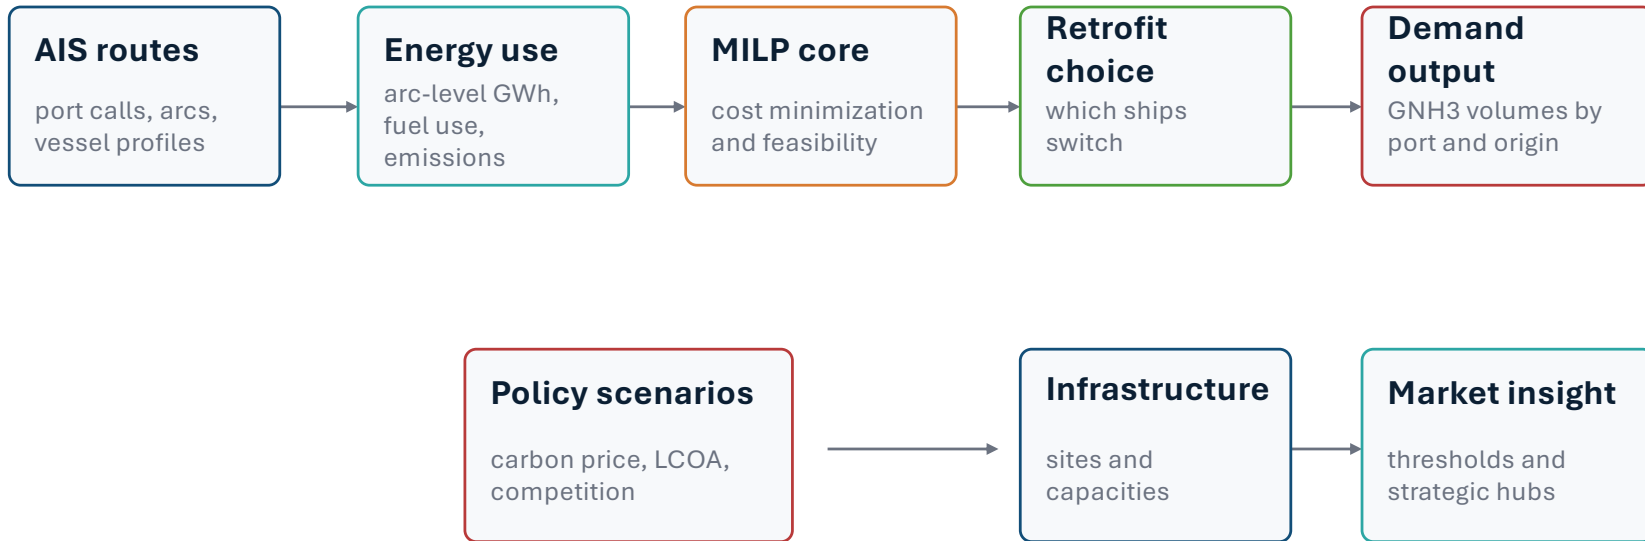 AIS routes
port calls, arcs,
vessel profiles
Energy use
arc-level GWh,
fuel use,
emissions
MILP core
cost minimization
and feasibility
Retrofit
choice
which ships
switch
Demand
output
GNH3 volumes by
port and origin
Policy scenarios
carbon price, LCOA,
competition
Infrastructure
sites and
capacities
Market insight
thresholds and
strategic hubs